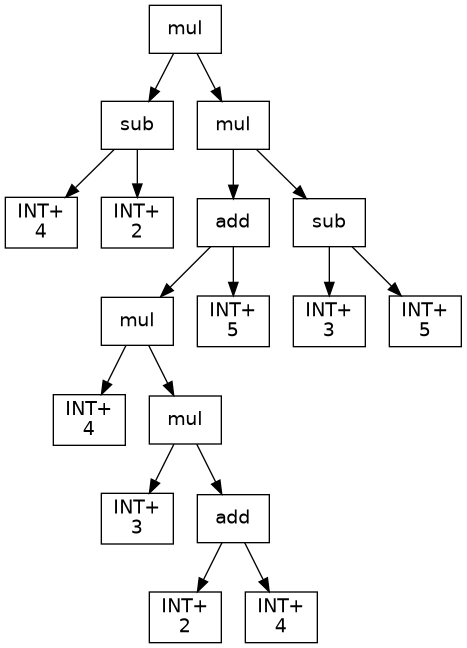 mul
sub
mul
INT+
4
INT+
2
add
sub
mul
INT+
5
INT+
3
INT+
5
INT+
4
mul
INT+
3
add
INT+
2
INT+
4